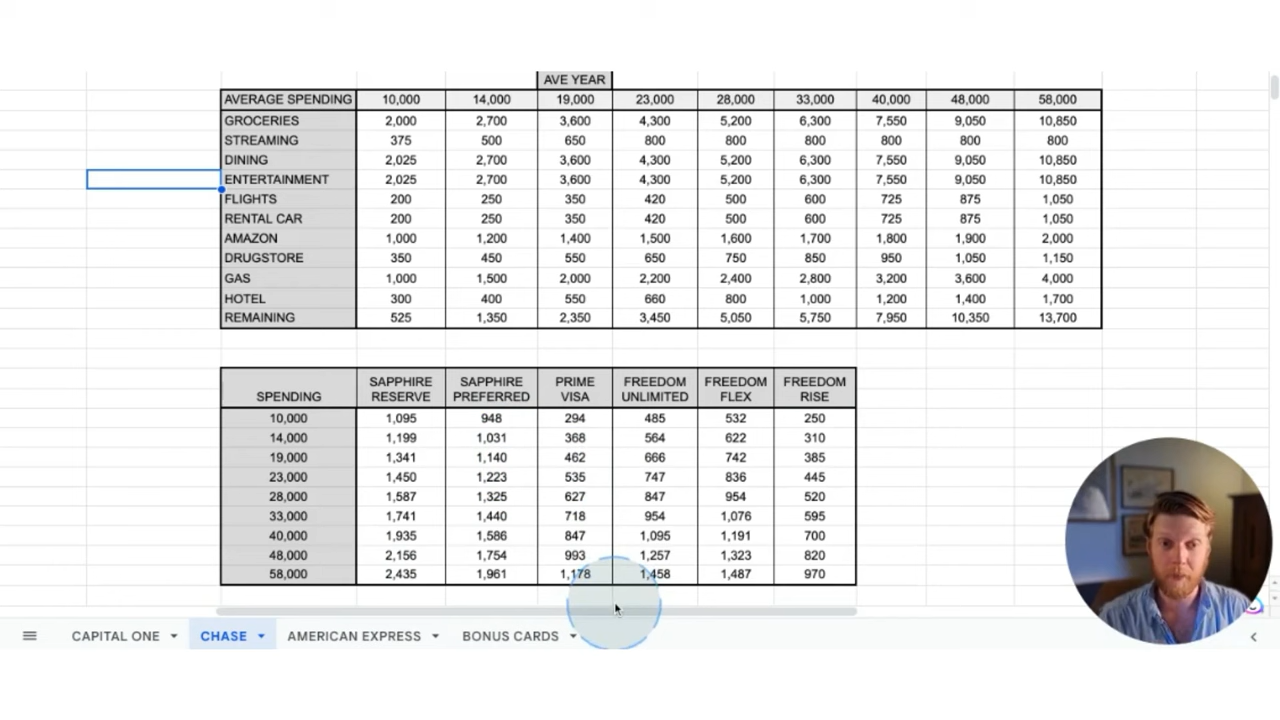 AVE YEAR
AVERAGE SPENDING 10,000 14,000 19,000 23,000 28,000 33,000 40,000 48,000 58,000
GROCERIES 2,000 2,700 3,600 4,300 5,200 6,300 7,550 9,050 10,850
STREAMING 375 500 650 800 800 800 800 800 800
DINING 2,025 2,700 3,600 4,300 5,200 6,300 7,550 9,050 10,850
ENTERTAINMENT 2,025 2,700 3,600 4,300 5,200 6,300 7,550 9,050 10,850
FLIGHTS 200 250 350 420 500 600 725 875 1,050
RENTAL CAR 200 250 350 420 500 600 725 875 1,050
AMAZON 1,000 1,200 1,400 1,500 1,600 1,700 1,800 1,900 2,000
DRUGSTORE 350 450 550 650 750 850 950 1,050 1,150
GAS 1,000 1,500 2,000 2,200 2,400 2,800 3,200 3,600 4,000
HOTEL 300 400 550 660 800 1,000 1,200 1,400 1,700
REMAINING 525 1,350 2,350 3,450 5,050 5,750 7,950 10,350 13,700
SAPPHIRE SAPPHIRE PRIME FREEDOM FREEDOM FREEDOM
SPENDING RESERVE PREFERRED VISA UNLIMITED FLEX RISE
10,000 1,095 948 294 485 532 250
14,000 1,199 1,031 368 564 622 310
19,000 1,341 1,140 462 666 742 385
23,000 1,450 1,223 535 747 836 445
28,000 1,587 1,325 627 847 954 520
33,000 1,741 1,440 718 954 1,076 595
40,000 1,935 1,586 847 1,095 1,191 700
48,000 2,156 1,754 993 1,257 1,323 820
58,000 2,435 1,961 1,178 1,458 1,487 970
CAPITAL ONE CHASE AMERICAN EXPRESS BONUS CARDS